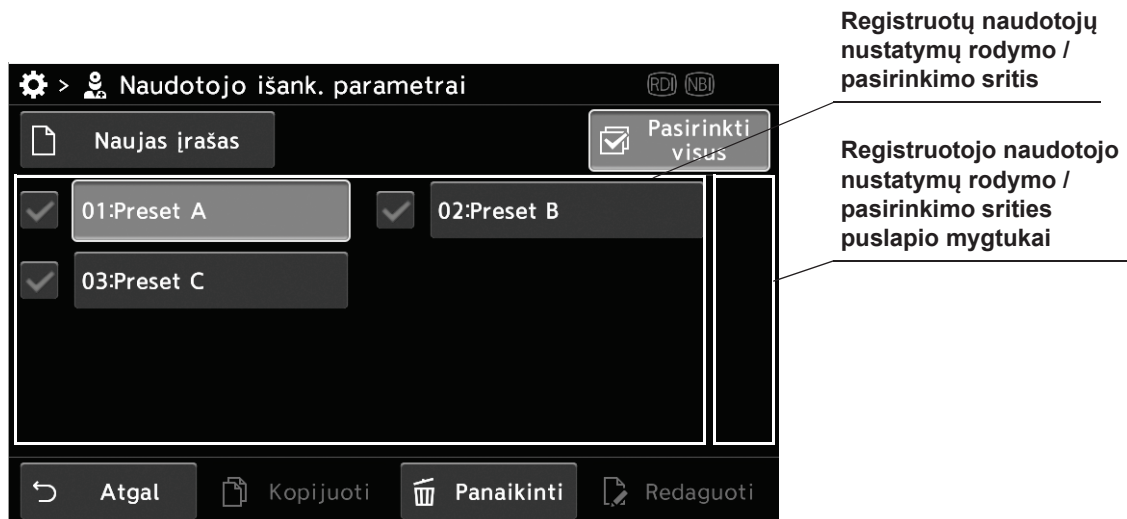 Registruotų naudotojų
nustatymų rodymo /
pasirinkimo sritis
> Naudotojo išank. parametrai
RDI NBI
Naujas įrašas
Pasirinkti
visus
Registruotojo naudotojo
nustatymų rodymo /
pasirinkimo srities
puslapio mygtukai
01:Preset A
02:Preset B
03:Preset C
Atgal
Kopijuoti
Panaikinti
Redaguoti